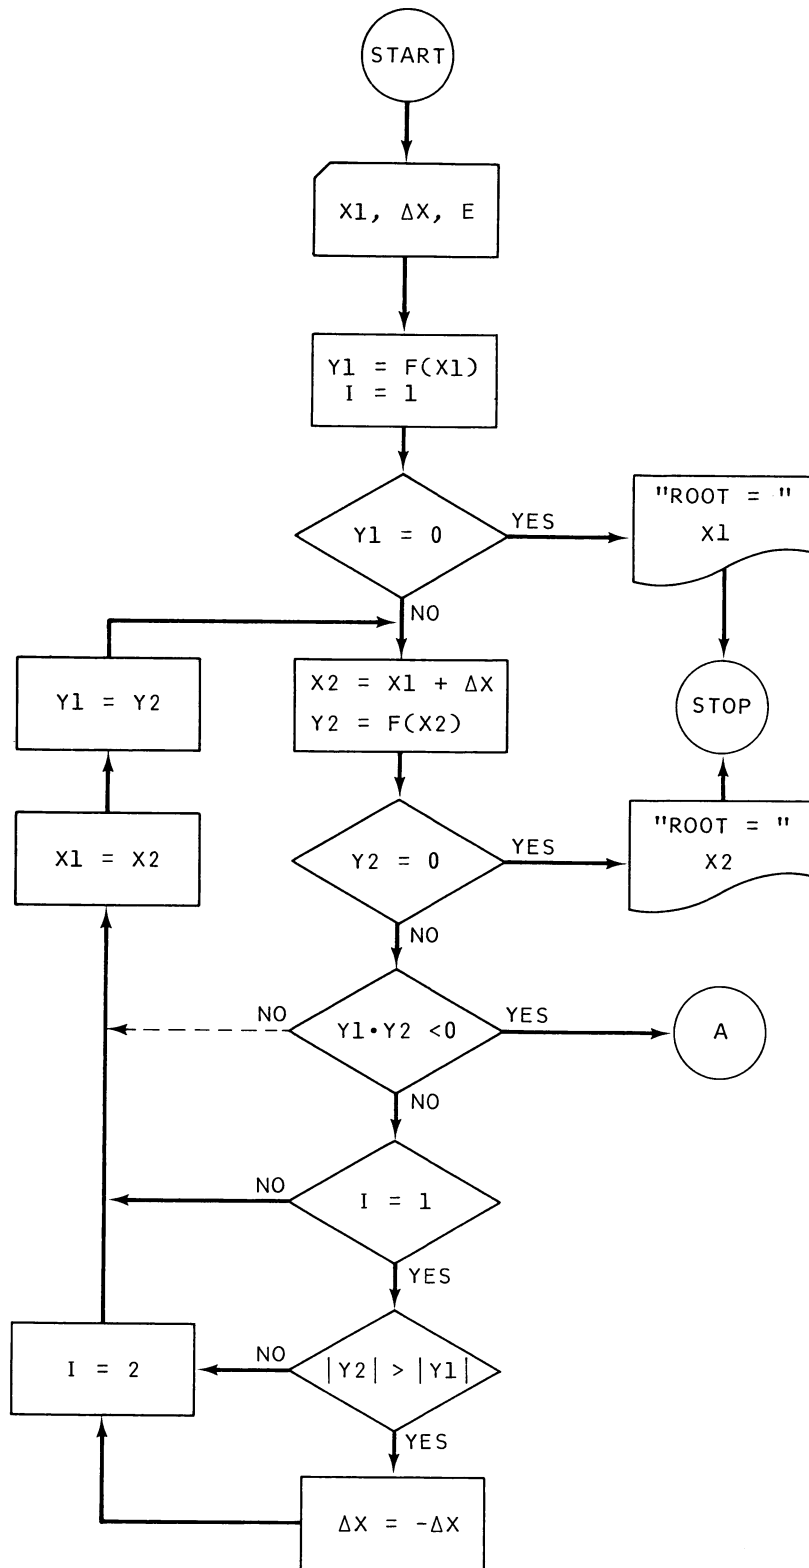 START
X1, ΔX, E
Y1 = F(X1)
I = 1
Y1 = 0
YES
"ROOT = "
X1
NO
Y1 = Y2
X2 = X1 + ΔX
Y2 = F(X2)
STOP
X1 = X2
Y2 = 0
YES
"ROOT = "
X2
NO
NO
Y1•Y2 <0
YES
A
NO
NO
I = 1
YES
I = 2
NO
|Y2| > |Y1|
YES
ΔX = -ΔX